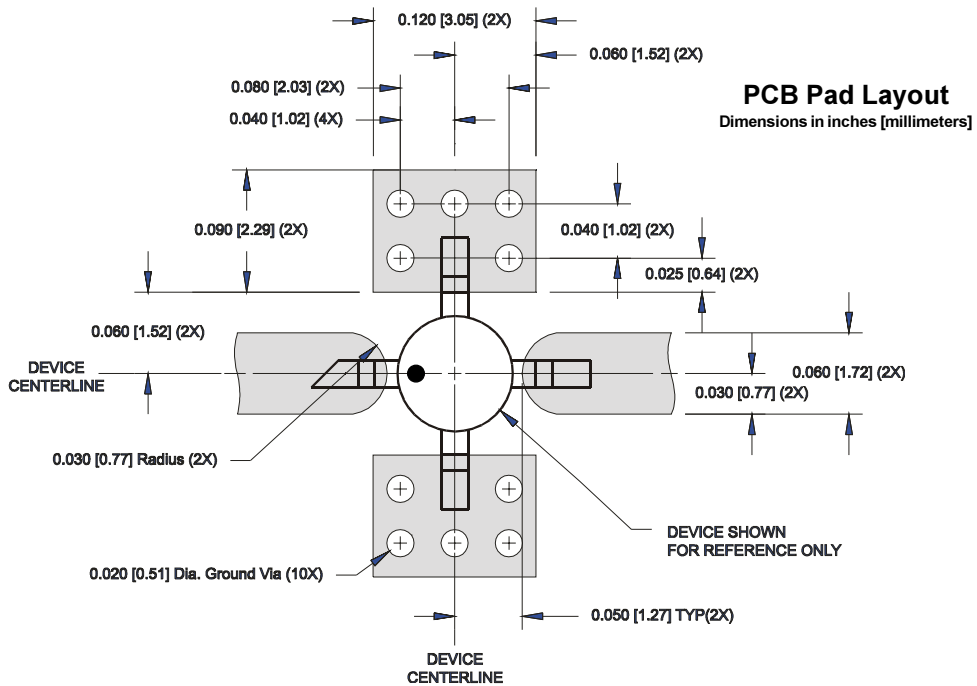 0.120 [3.05] (2X)
0.060 [1.52] (2X)
0.080 [2.03] (2X)
0.040 [1.02] (4X)
PCB Pad Layout
Dimensions in inches [millimeters]
0.090 [2.29] (2X)
0.040 [1.02] (2X)
0.025 [0.64] (2X)
0.060 [1.52] (2X)
DEVICE
CENTERLINE
0.060 [1.72] (2X)
0.030 [0.77] (2X)
0.030 [0.77] Radius (2X)
DEVICE SHOWN
FOR REFERENCE ONLY
0.020 [0.51] Dia. Ground Via (10X)
0.050 [1.27] TYP(2X)
DEVICE
CENTERLINE